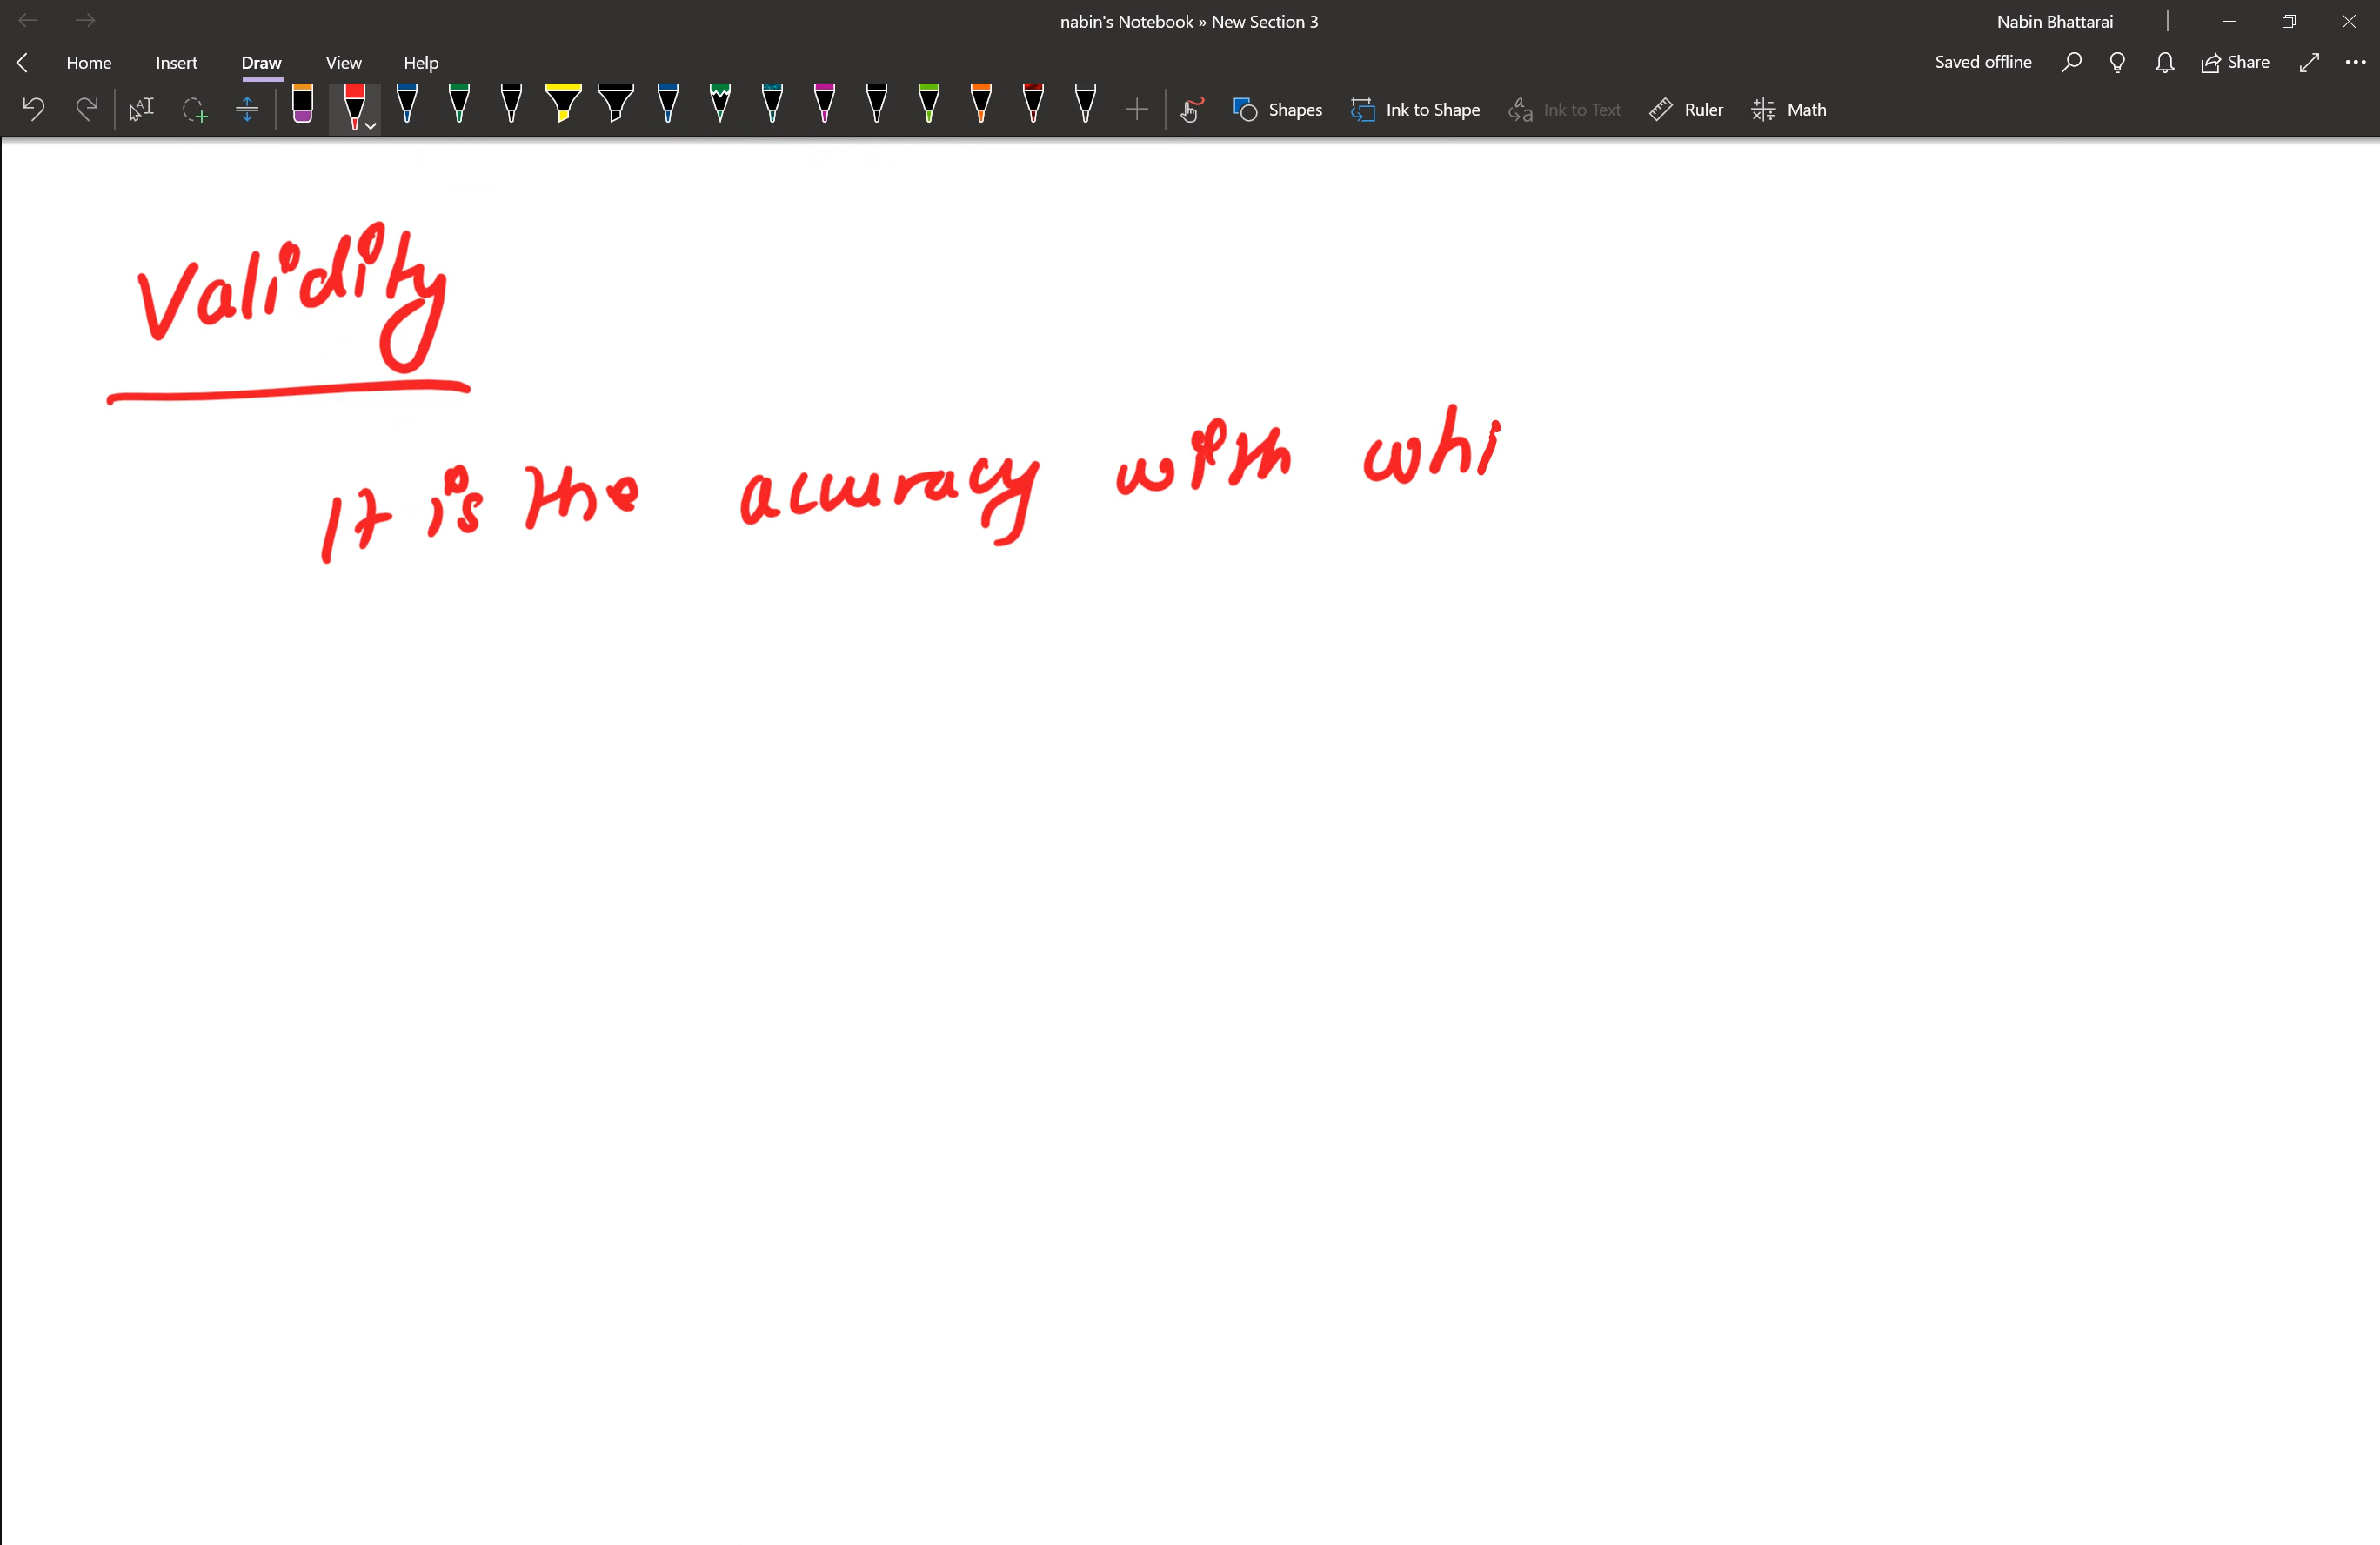 nabin's Notebook » New Section 3
Nabin Bhattarai
Home Insert Draw View Help
Saved offline
Share
Shapes Ink to Shape Ink to Text Ruler Math
Validity
It is the accuracy with whi